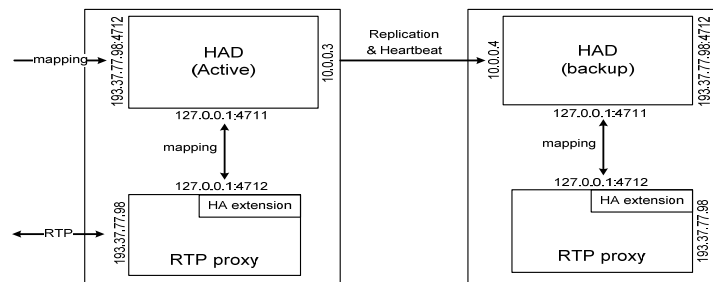 mapping
193.37.77.98:4712
HAD
(Active)
10.0.0.3
127.0.0.1:4711
mapping
127.0.0.1:4712
HA extension
RTP
193.37.77.98
RTP proxy
Replication
& Heartbeat
10.0.0.4
HAD
(backup)
193.37.77.98:4712
127.0.0.1:4711
mapping
127.0.0.1:4712
HA extension
RTP proxy
193.37.77.98